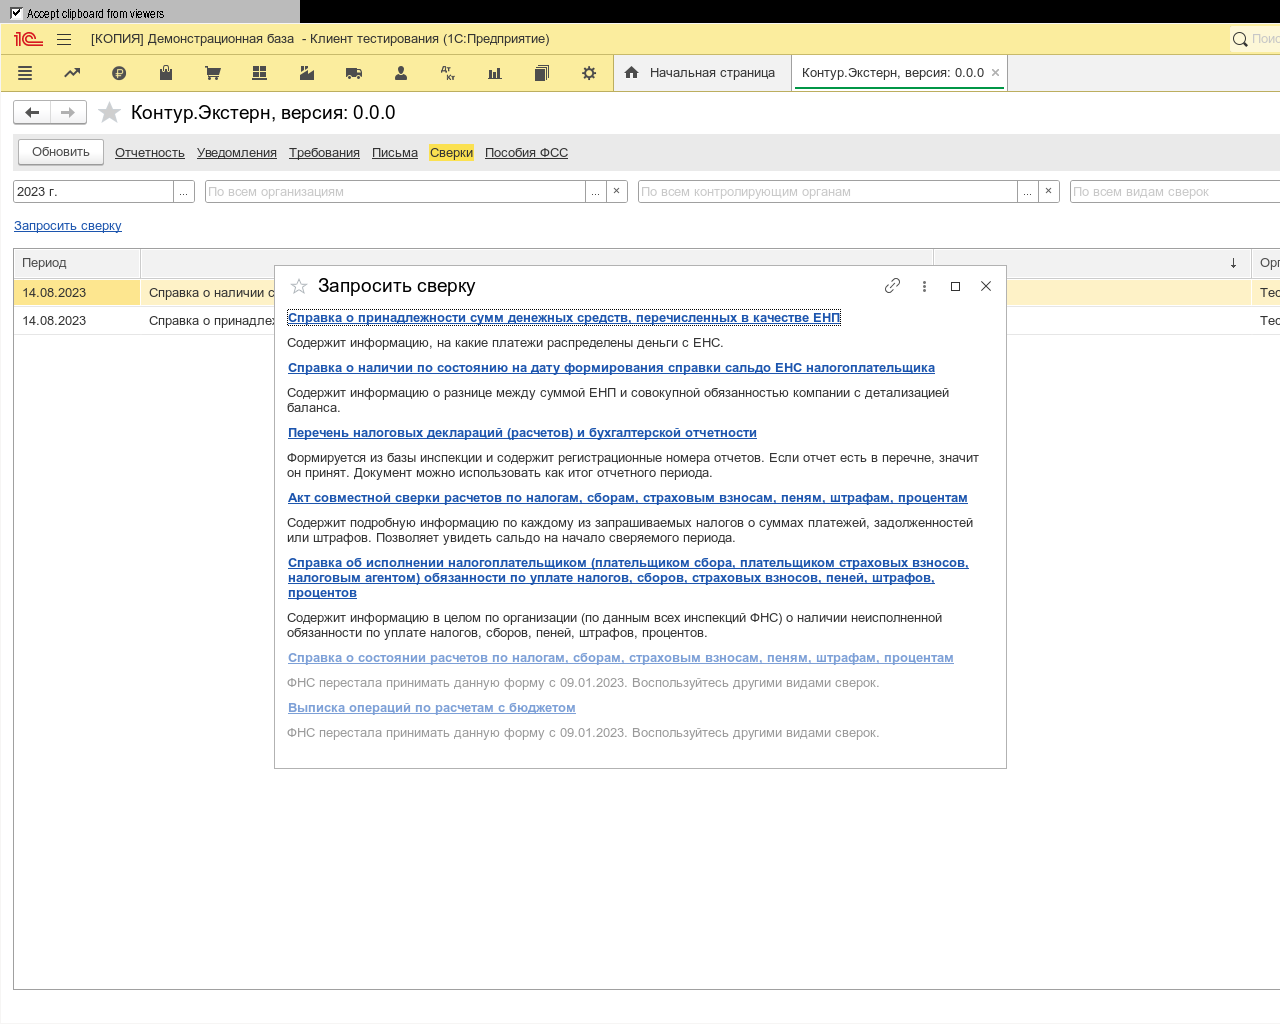 Accept clipboard from viewers
[КОПИЯ] Демонстрационная база - Клиент тестирования (1С:Предприятие)
Поис
Дт Кт
Начальная страница
Контур.Экстерн, версия: 0.0.0
Контур.Экстерн, версия: 0.0.0
Обновить Отчетность Уведомления Требования Письма Сверки Пособия ФСС
2023 г. ... По всем организациям ... × По всем контролирующим органам ... × По всем видам сверок
Запросить сверку
Период ↓ Орг
14.08.2023 Справка о наличии с Тес
14.08.2023 Справка о принадлеж Тес
Запросить сверку
Справка о принадлежности сумм денежных средств, перечисленных в качестве ЕНП
Содержит информацию, на какие платежи распределены деньги с ЕНС.
Справка о наличии по состоянию на дату формирования справки сальдо ЕНС налогоплательщика
Содержит информацию о разнице между суммой ЕНП и совокупной обязанностью компании с детализацией
баланса.
Перечень налоговых деклараций (расчетов) и бухгалтерской отчетности
Формируется из базы инспекции и содержит регистрационные номера отчетов. Если отчет есть в перечне, значит
он принят. Документ можно использовать как итог отчетного периода.
Акт совместной сверки расчетов по налогам, сборам, страховым взносам, пеням, штрафам, процентам
Содержит подробную информацию по каждому из запрашиваемых налогов о суммах платежей, задолженностей
или штрафов. Позволяет увидеть сальдо на начало сверяемого периода.
Справка об исполнении налогоплательщиком (плательщиком сбора, плательщиком страховых взносов,
налоговым агентом) обязанности по уплате налогов, сборов, страховых взносов, пеней, штрафов,
процентов
Содержит информацию в целом по организации (по данным всех инспекций ФНС) о наличии неисполненной
обязанности по уплате налогов, сборов, пеней, штрафов, процентов.
Справка о состоянии расчетов по налогам, сборам, страховым взносам, пеням, штрафам, процентам
ФНС перестала принимать данную форму с 09.01.2023. Воспользуйтесь другими видами сверок.
Выписка операций по расчетам с бюджетом
ФНС перестала принимать данную форму с 09.01.2023. Воспользуйтесь другими видами сверок.